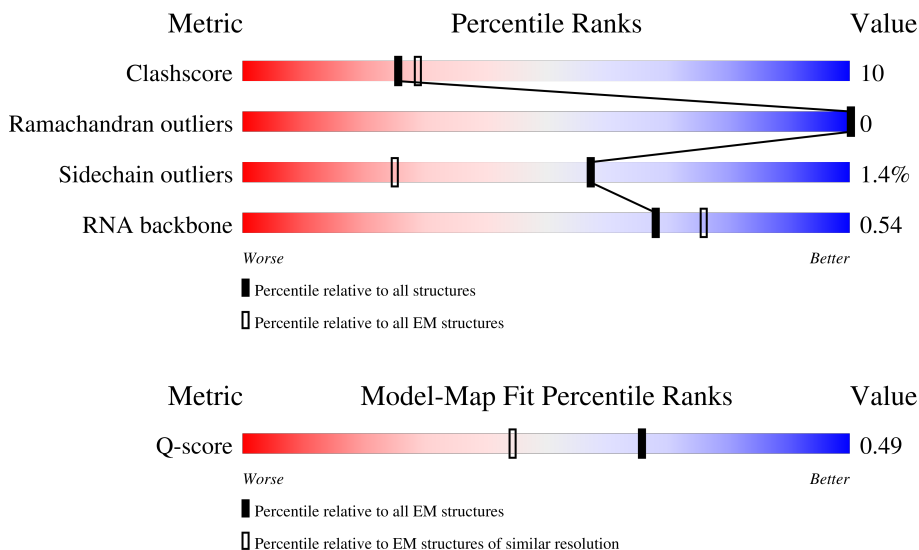 Metric Percentile Ranks Value
Clashscore 10
Ramachandran outliers 0
Sidechain outliers 1.4%
RNA backbone 0.54
Worse Better
Percentile relative to all structures
Percentile relative to all EM structures
Metric Model-Map Fit Percentile Ranks Value
Q-score 0.49
Worse Better
Percentile relative to all EM structures
Percentile relative to EM structures of similar resolution